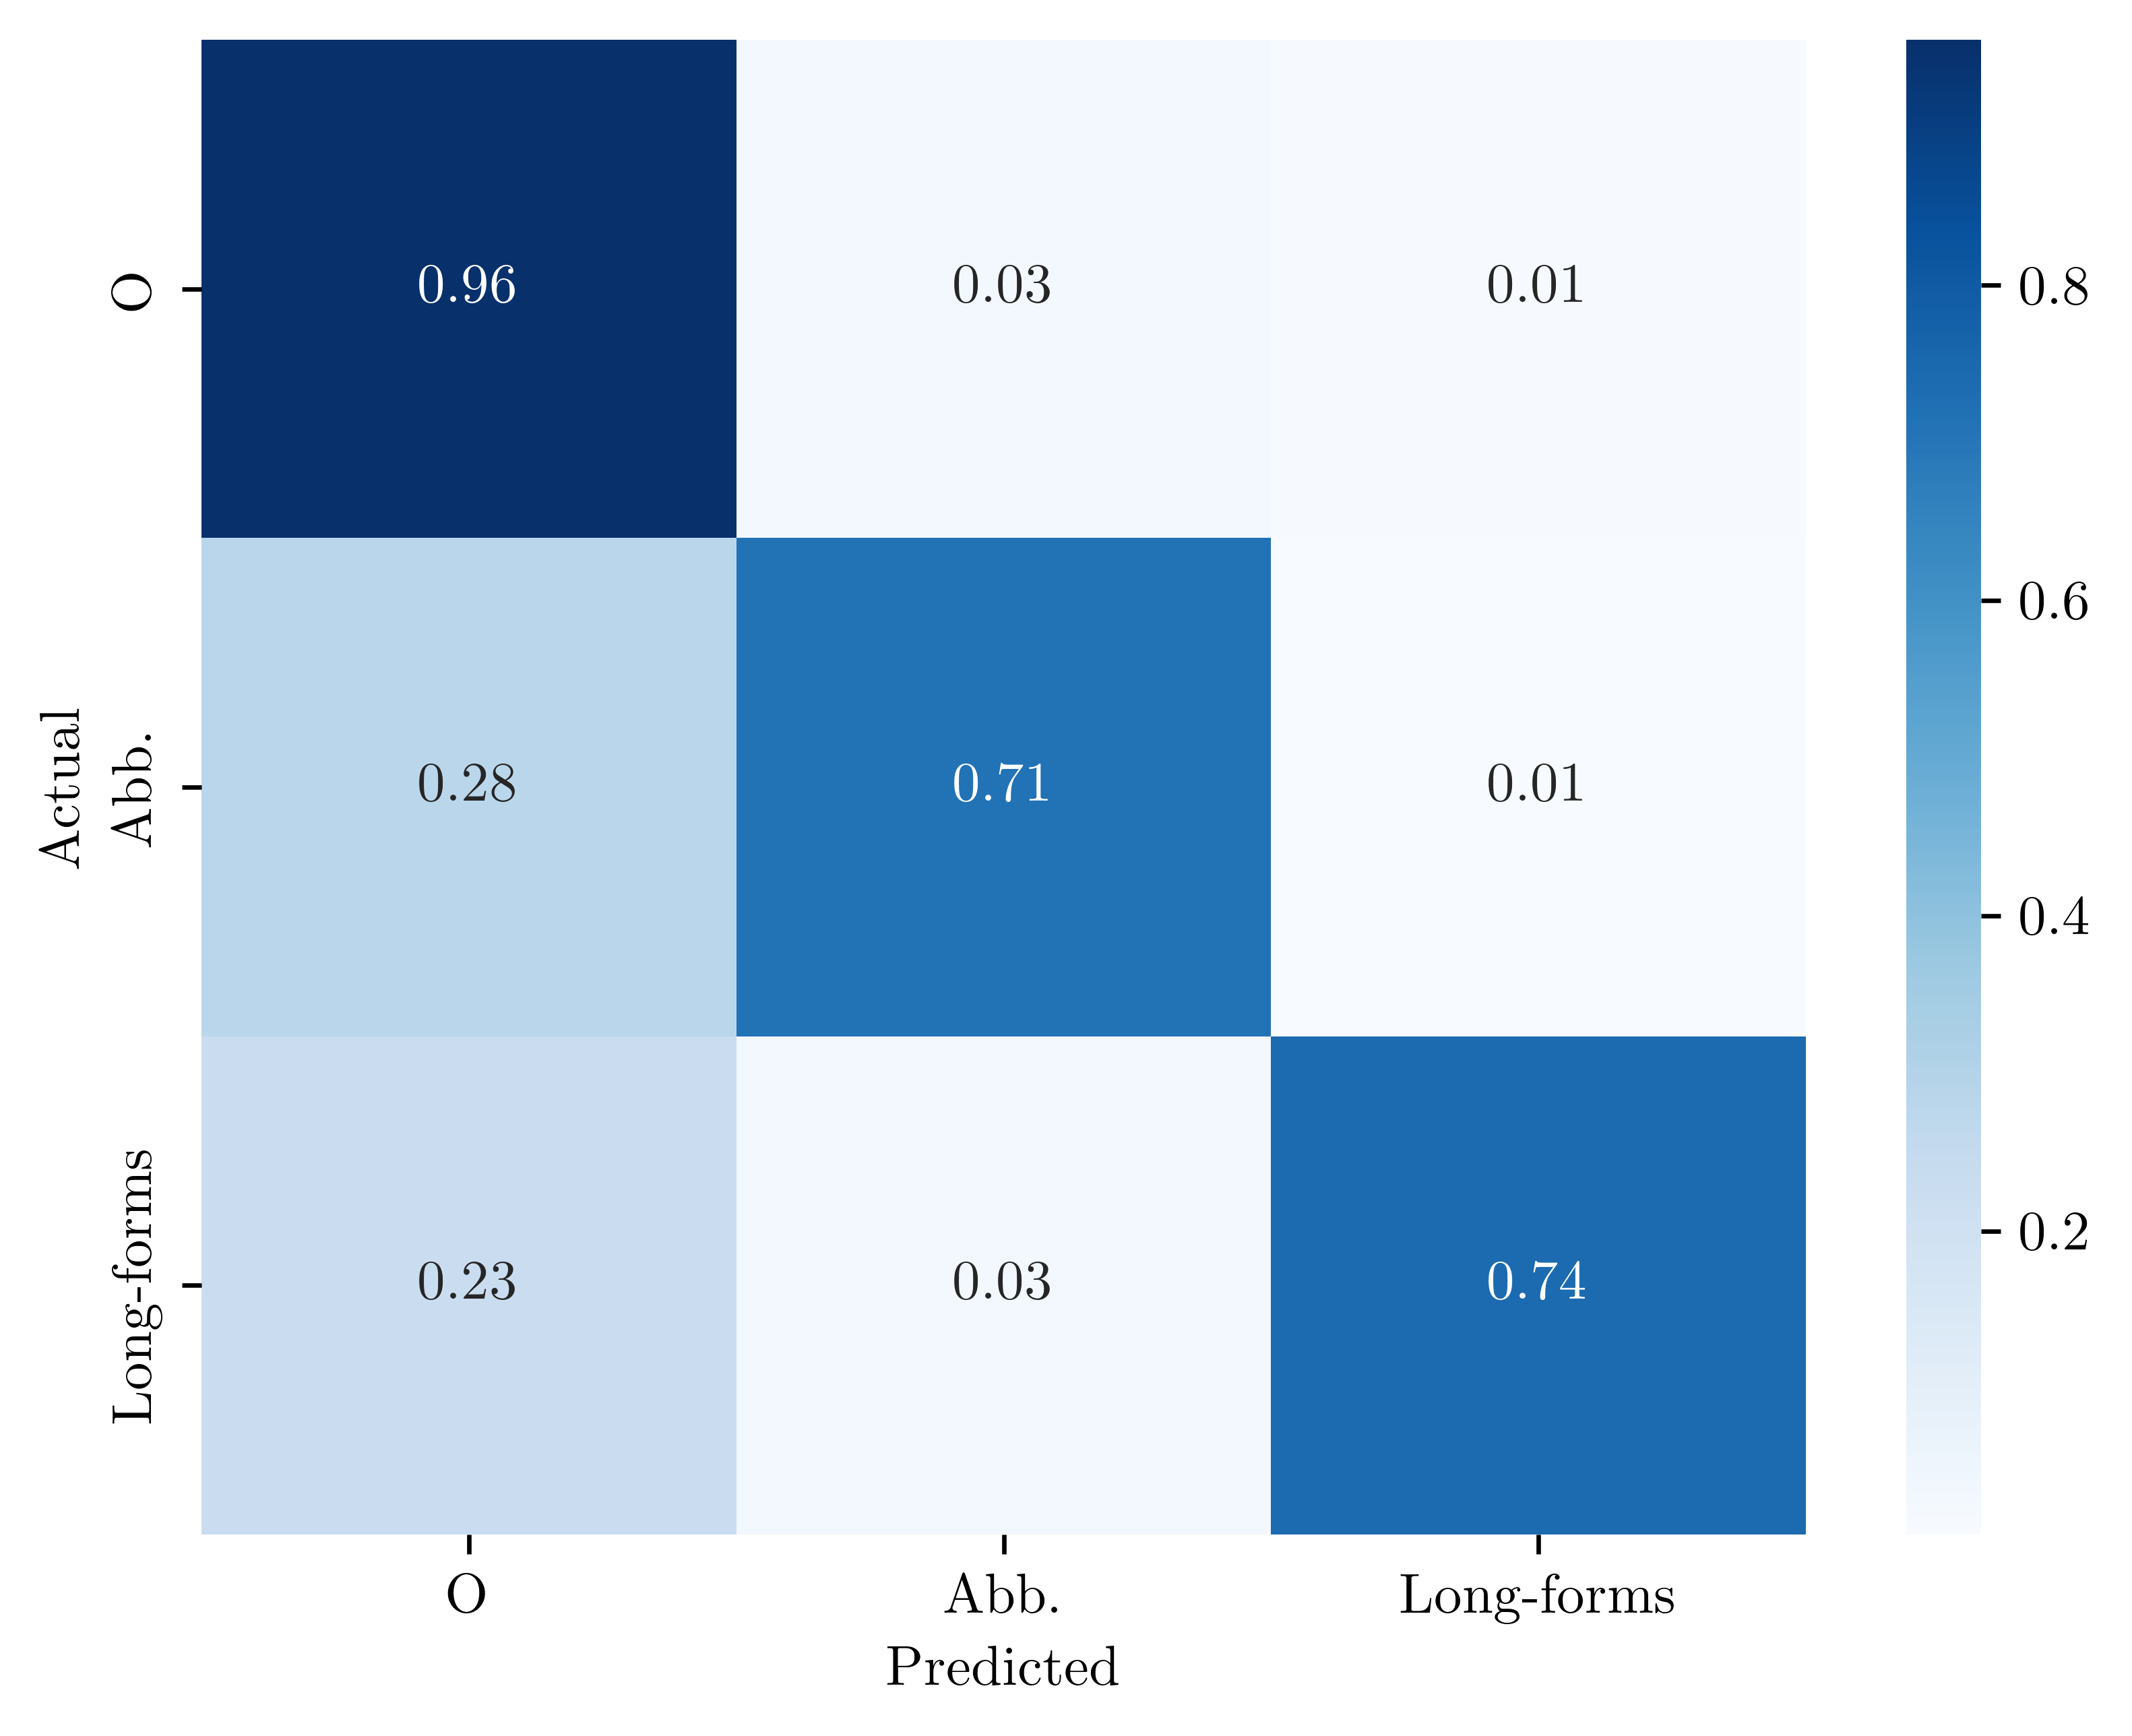 Actual
O
0.96 0.03 0.01
Abb.
0.28 0.71 0.01
Long-forms
0.23 0.03 0.74
O Abb. Long-forms
Predicted
0.8
0.6
0.4
0.2